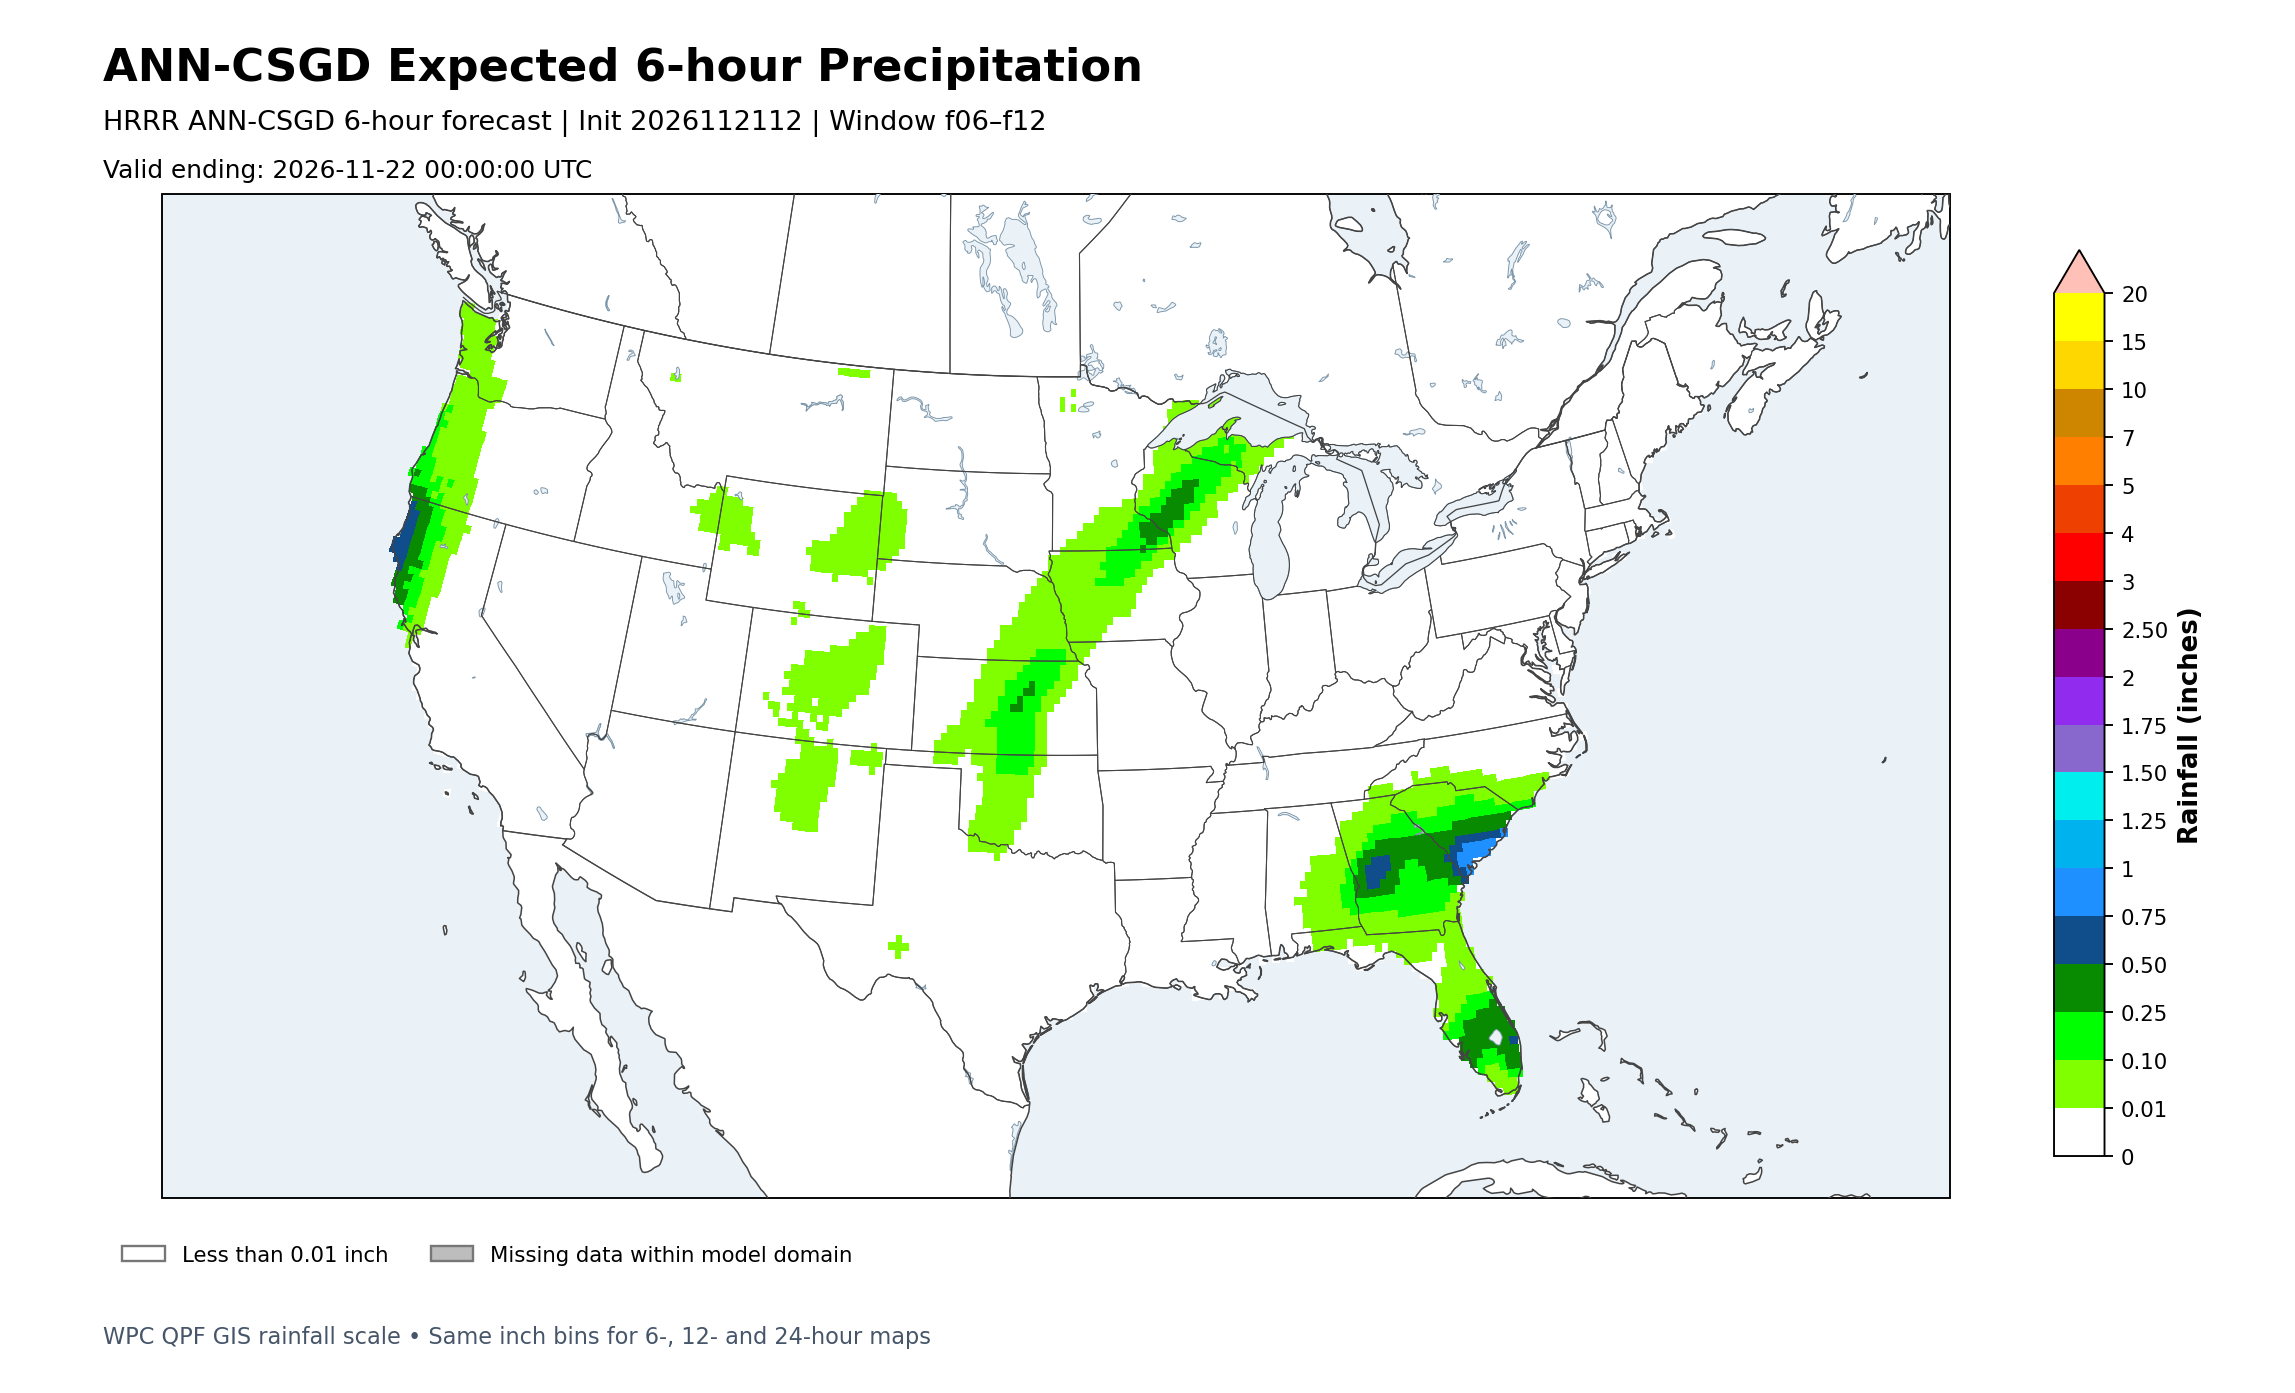 ANN-CSGD Expected 6-hour Precipitation
HRRR ANN-CSGD 6-hour forecast | Init 2026112112 | Window f06–f12
Valid ending: 2026-11-22 00:00:00 UTC
20
15
10
7
5
4
3
2.50
2
1.75
1.50
1.25
1
0.75
0.50
0.25
0.10
0.01
0
Rainfall (inches)
Less than 0.01 inch
Missing data within model domain
WPC QPF GIS rainfall scale • Same inch bins for 6-, 12- and 24-hour maps